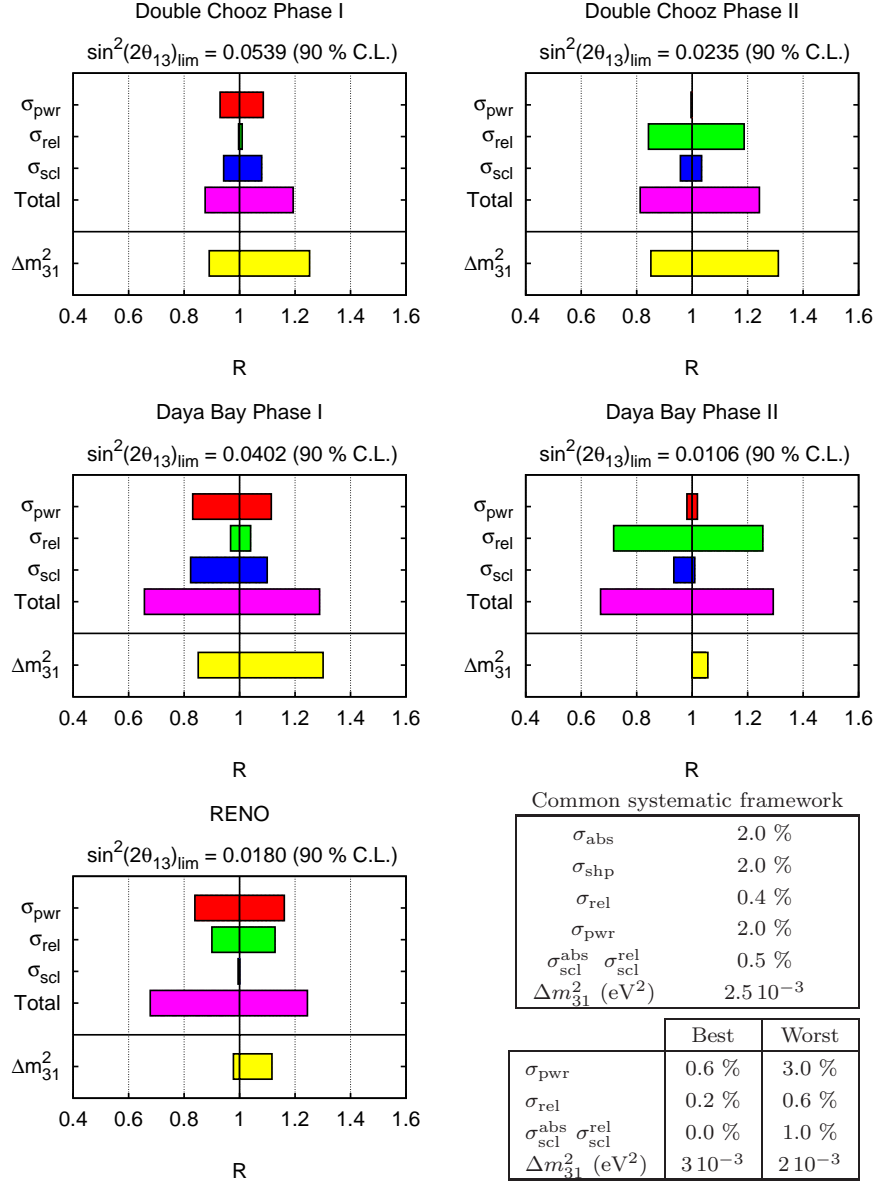 Double Chooz Phase I
sin²(2θ₁₃)lim = 0.0539 (90 % C.L.)
σpwr
σrel
σscl
Total
Δm²₃₁
0.4 0.6 0.8 1 1.2 1.4 1.6
R
Double Chooz Phase II
sin²(2θ₁₃)lim = 0.0235 (90 % C.L.)
σpwr
σrel
σscl
Total
Δm²₃₁
0.4 0.6 0.8 1 1.2 1.4 1.6
R
Daya Bay Phase I
sin²(2θ₁₃)lim = 0.0402 (90 % C.L.)
σpwr
σrel
σscl
Total
Δm²₃₁
0.4 0.6 0.8 1 1.2 1.4 1.6
R
Daya Bay Phase II
sin²(2θ₁₃)lim = 0.0106 (90 % C.L.)
σpwr
σrel
σscl
Total
Δm²₃₁
0.4 0.6 0.8 1 1.2 1.4 1.6
R
RENO
sin²(2θ₁₃)lim = 0.0180 (90 % C.L.)
σpwr
σrel
σscl
Total
Δm²₃₁
0.4 0.6 0.8 1 1.2 1.4 1.6
R
Common systematic framework
σabs 2.0 %
σshp 2.0 %
σrel 0.4 %
σpwr 2.0 %
σscl^abs σscl^rel 0.5 %
Δm²₃₁ (eV²) 2.5 10⁻³
Best Worst
σpwr 0.6 % 3.0 %
σrel 0.2 % 0.6 %
σscl^abs σscl^rel 0.0 % 1.0 %
Δm²₃₁ (eV²) 3 10⁻³ 2 10⁻³